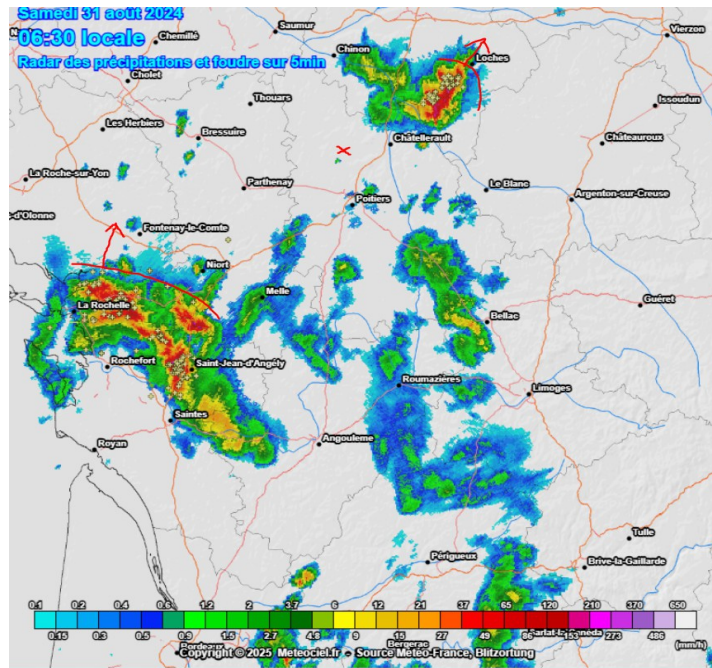 Samedi 31 août 2024
06:30 locale
Radar des précipitations et foudre sur 5min
Saumur
Vierzon
Chemillé
Chinon
Loches
Cholet
Thouars
Issoudun
Les Herbiers
Bressuire
Châtellerault
Châteauroux
La Roche-sur-Yon
Parthenay
Le Blanc
Argenton-sur-Creuse
Poitiers
-d'Olonne
Fontenay-le-Comte
Niort
Melle
Guéret
La Rochelle
Bellac
Rochefort
Saint-Jean-d'Angély
Roumazières
Limoges
Saintes
Royan
Angouleme
Tulle
Périgueux
Brive-la-Gaillarde
0.1 0.2 0.4 0.6 1.2 2 3.7 6 12 20 37 65 120 210 370 650
0.15 0.3 0.5 0.9 1.5 2.7 4.8 9 15 27 49 86 153 273 486 (mm/h)
Bordeaux
Bergerac
Copyright © 2025 Meteociel.fr - Source Météo-France, Blitzortung